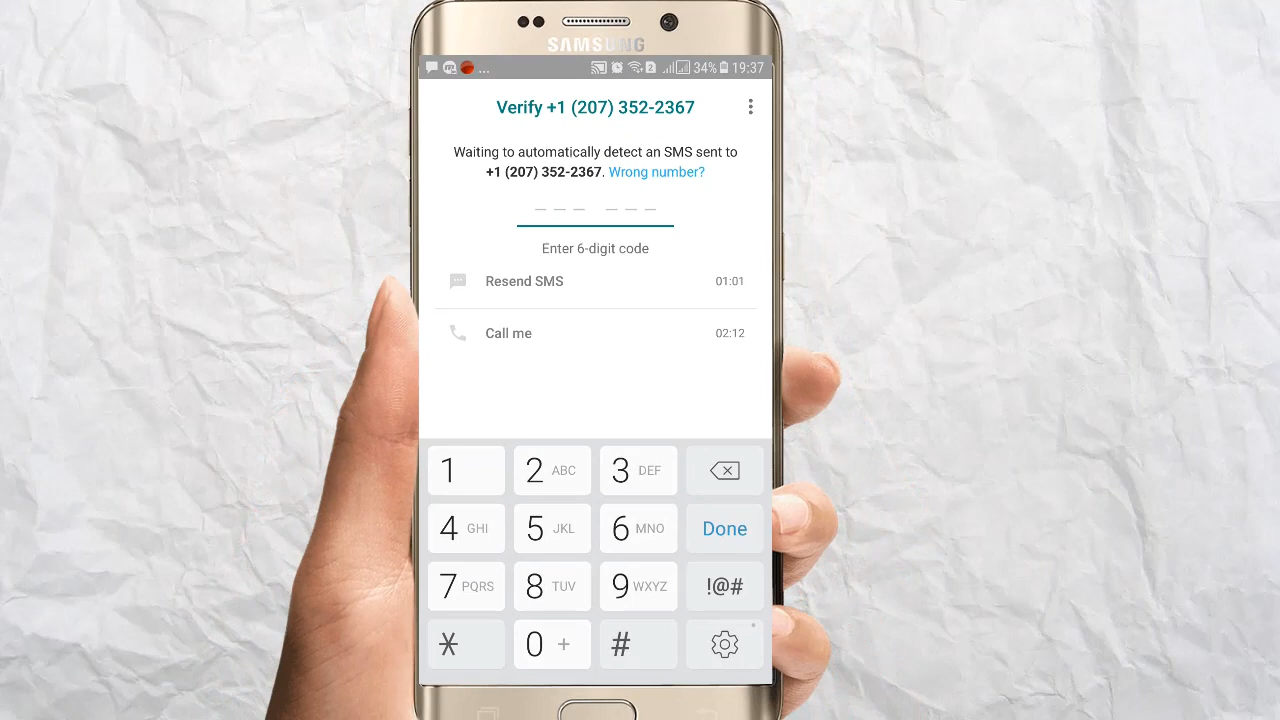 SAMSUNG
... 34% 19:37
Verify +1 (207) 352-2367
Waiting to automatically detect an SMS sent to
+1 (207) 352-2367. Wrong number?
___ ___
Enter 6-digit code
Resend SMS 01:01
Call me 02:12
1 2 ABC 3 DEF
4 GHI 5 JKL 6 MNO Done
7 PQRS 8 TUV 9 WXYZ !@#
* 0 + #